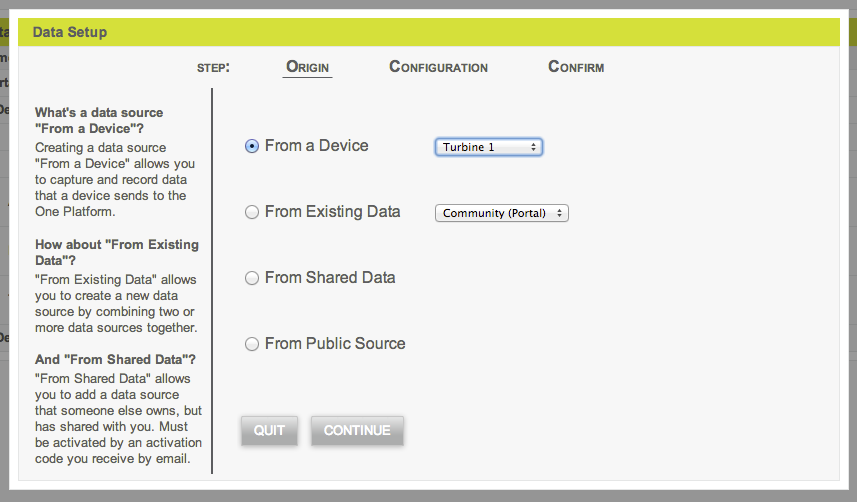 Data Setup
STEP: ORIGIN CONFIGURATION CONFIRM
What's a data source
"From a Device"?
Creating a data source
"From a Device" allows you
to capture and record data
that a device sends to the
One Platform.
How about "From Existing
Data"?
"From Existing Data" allows
you to create a new data
source by combining two or
more data sources together.
And "From Shared Data"?
"From Shared Data" allows
you to add a data source
that someone else owns, but
has shared with you. Must
be activated by an activation
code you receive by email.
From a Device Turbine 1
From Existing Data Community (Portal)
From Shared Data
From Public Source
QUIT CONTINUE